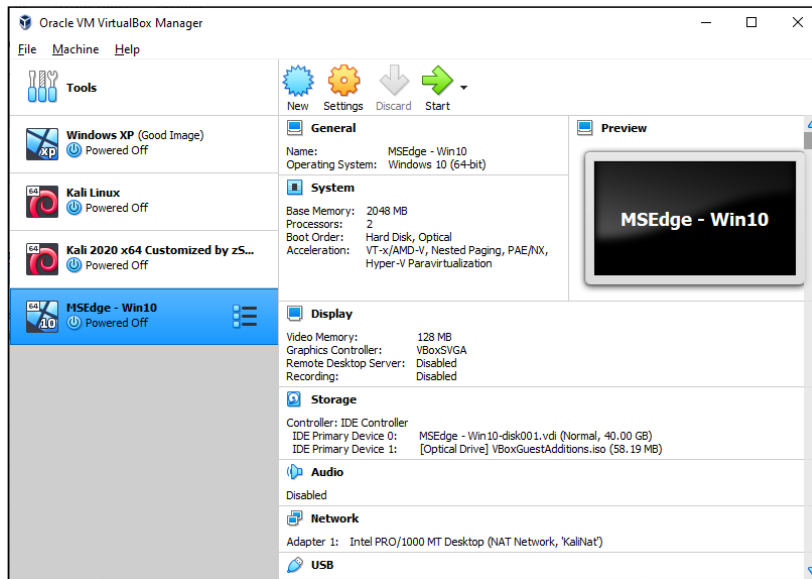 Oracle VM VirtualBox Manager
File Machine Help
Tools
New Settings Discard Start
Windows XP (Good Image)
Powered Off
64
Kali Linux
Powered Off
64
Kali 2020 x64 Customized by zS...
Powered Off
64
10
MSEdge - Win10
Powered Off
General
Name: MSEdge - Win10
Operating System: Windows 10 (64-bit)
System
Base Memory: 2048 MB
Processors: 2
Boot Order: Hard Disk, Optical
Acceleration: VT-x/AMD-V, Nested Paging, PAE/NX,
Hyper-V Paravirtualization
Preview
MSEdge - Win10
Display
Video Memory: 128 MB
Graphics Controller: VBoxSVGA
Remote Desktop Server: Disabled
Recording: Disabled
Storage
Controller: IDE Controller
IDE Primary Device 0: MSEdge - Win10-disk001.vdi (Normal, 40.00 GB)
IDE Primary Device 1: [Optical Drive] VBoxGuestAdditions.iso (58.19 MB)
Audio
Disabled
Network
Adapter 1: Intel PRO/1000 MT Desktop (NAT Network, 'KaliNat')
USB